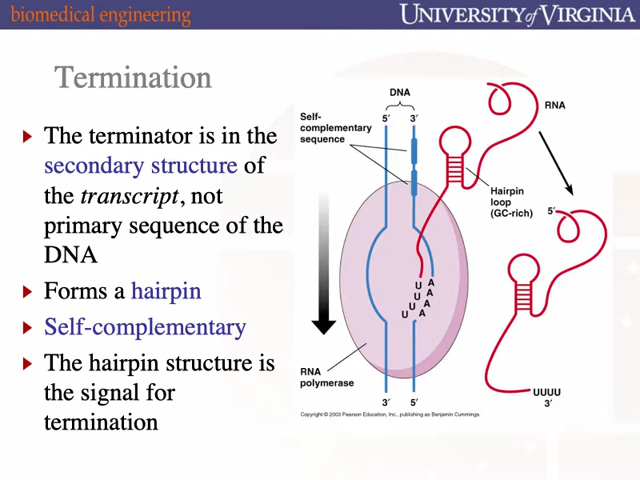 biomedical engineering
UNIVERSITY of VIRGINIA
Termination
The terminator is in the
secondary structure of
the transcript, not
primary sequence of the
DNA
Forms a hairpin
Self-complementary
The hairpin structure is
the signal for
termination
DNA
5′ 3′
Self-
complementary
sequence
RNA
Hairpin
loop
(GC-rich)
5′
U A
U A
U A
U A
RNA
polymerase
3′ 5′
UUUU
3′
Copyright © 2003 Pearson Education, Inc., publishing as Benjamin Cummings.